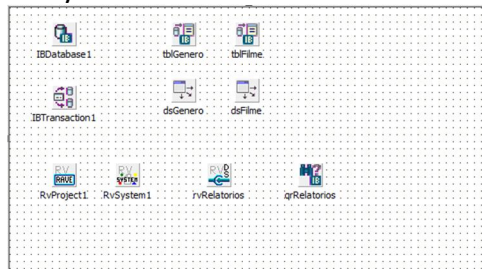 IBDatabase1 tblGenero tblFilme
IBTransaction1 dsGenero dsFilme
RvProject1 RvSystem1 rvRelatorios qrRelatorios